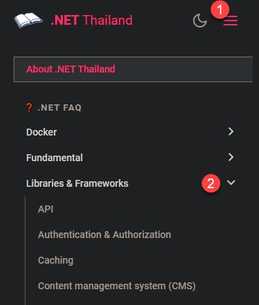 .NET Thailand
1
About .NET Thailand
? .NET FAQ
Docker
Fundamental
Libraries & Frameworks
2
API
Authentication & Authorization
Caching
Content management system (CMS)